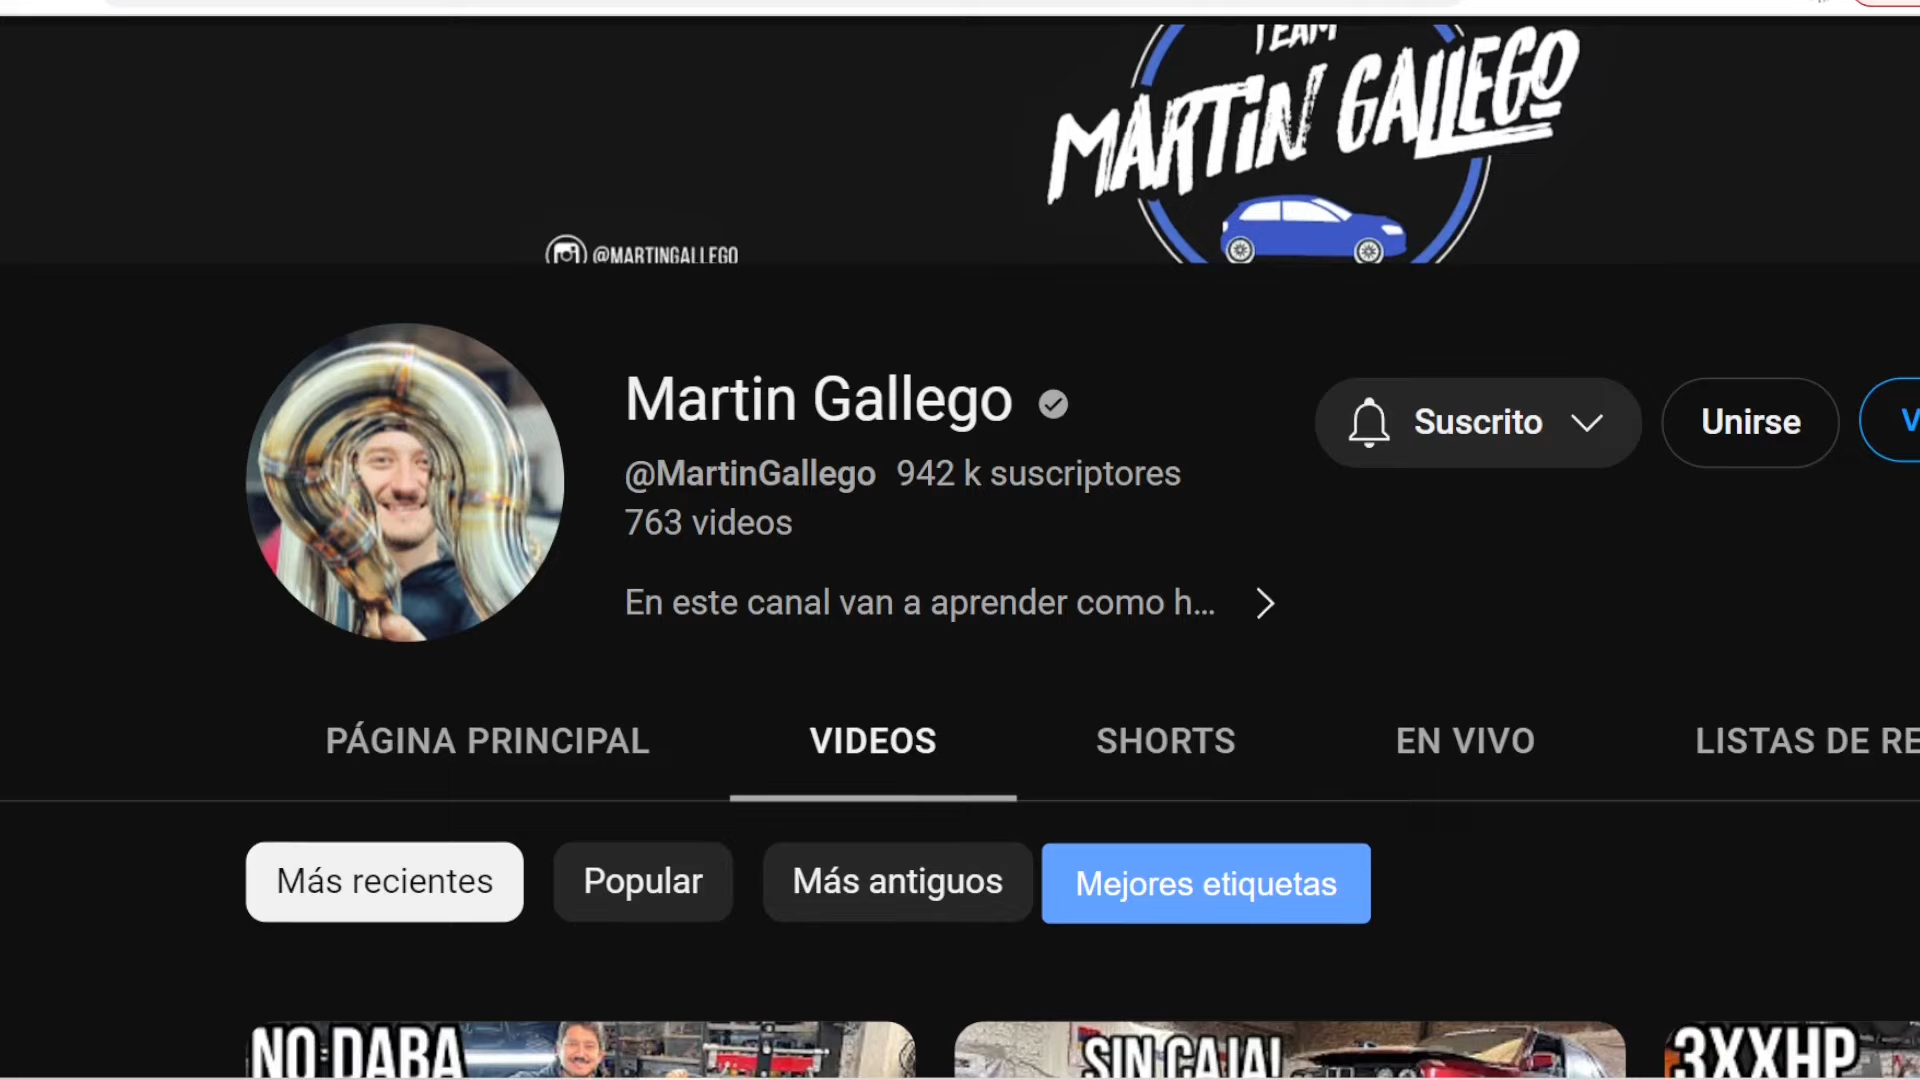 TEAM
MARTIN GALLEGO
@MARTINGALLEGO
Martin Gallego
@MartinGallego 942 k suscriptores
763 videos
En este canal van a aprender como h...
Suscrito
Unirse
V
PÁGINA PRINCIPAL VIDEOS SHORTS EN VIVO LISTAS DE RE
Más recientes Popular Más antiguos Mejores etiquetas
NO DABA
SIN CAJA!
3XXHP